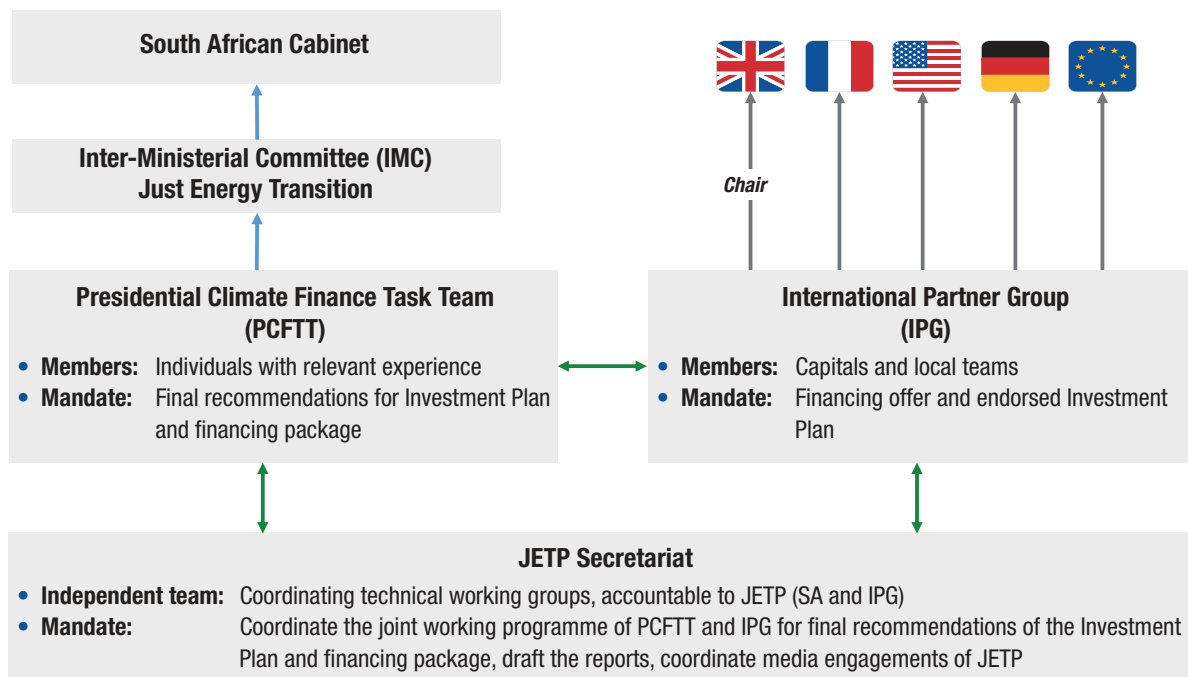 South African Cabinet
Inter-Ministerial Committee (IMC)
Just Energy Transition
Chair
Presidential Climate Finance Task Team
(PCFTT)
• Members: Individuals with relevant experience
• Mandate: Final recommendations for Investment Plan
and financing package
International Partner Group
(IPG)
• Members: Capitals and local teams
• Mandate: Financing offer and endorsed Investment
Plan
JETP Secretariat
• Independent team: Coordinating technical working groups, accountable to JETP (SA and IPG)
• Mandate: Coordinate the joint working programme of PCFTT and IPG for final recommendations of the Investment
Plan and financing package, draft the reports, coordinate media engagements of JETP